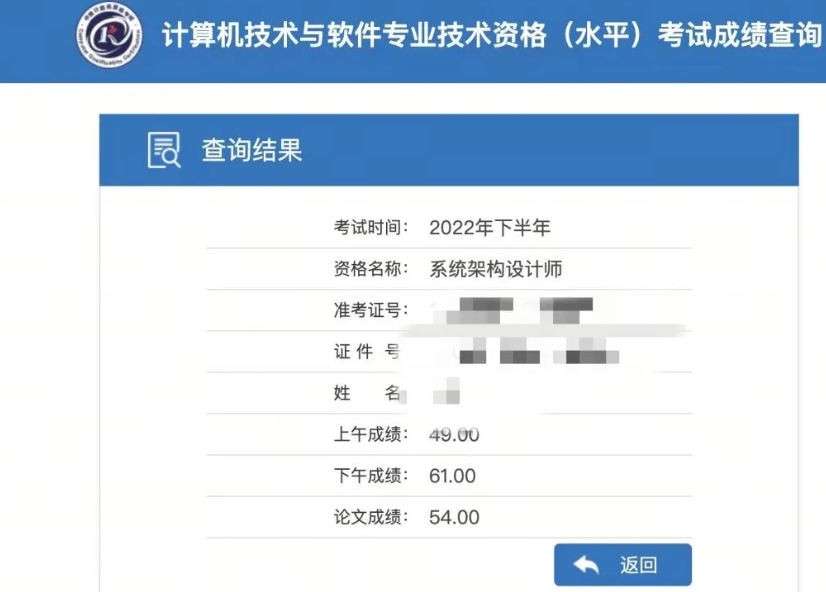 计算机技术与软件专业技术资格（水平）考试成绩查询
查询结果
考试时间： 2022年下半年
资格名称： 系统架构设计师
准考证号：
证 件 号
姓 名
上午成绩： 49.00
下午成绩： 61.00
论文成绩： 54.00
返回